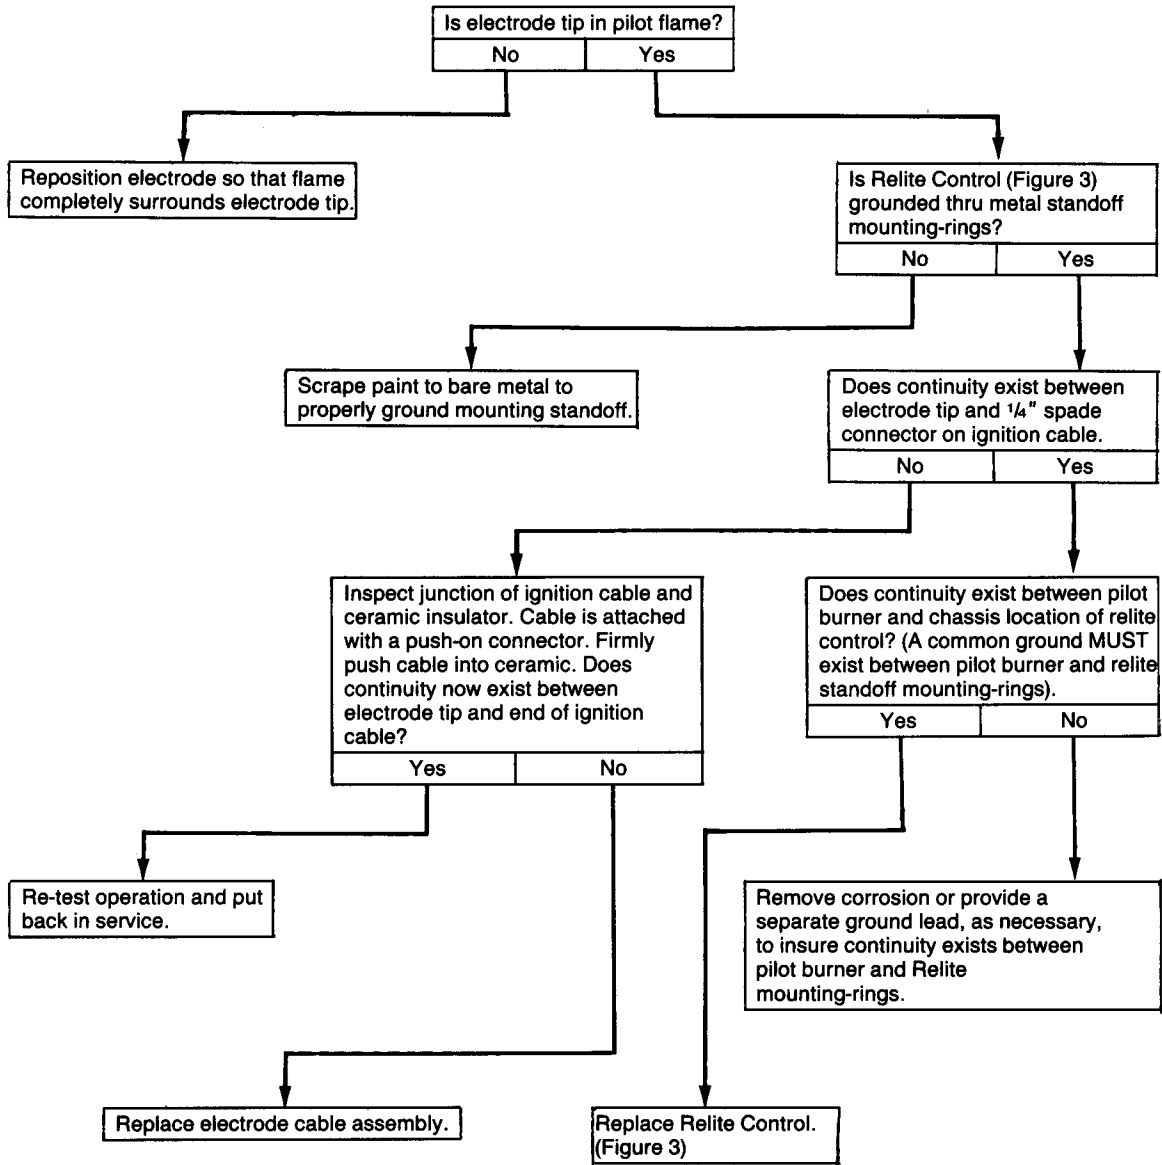 Is electrode tip in pilot flame?
No
Yes
Reposition electrode so that flame
completely surrounds electrode tip.
Is Relite Control (Figure 3)
grounded thru metal standoff
mounting-rings?
No
Yes
Scrape paint to bare metal to
properly ground mounting standoff.
Does continuity exist between
electrode tip and 1/4" spade
connector on ignition cable.
No
Yes
Inspect junction of ignition cable and
ceramic insulator. Cable is attached
with a push-on connector. Firmly
push cable into ceramic. Does
continuity now exist between
electrode tip and end of ignition
cable?
Yes
No
Does continuity exist between pilot
burner and chassis location of relite
control? (A common ground MUST
exist between pilot burner and relite
standoff mounting-rings).
Yes
No
Re-test operation and put
back in service.
Remove corrosion or provide a
separate ground lead, as necessary,
to insure continuity exists between
pilot burner and Relite
mounting-rings.
Replace electrode cable assembly.
Replace Relite Control.
(Figure 3)